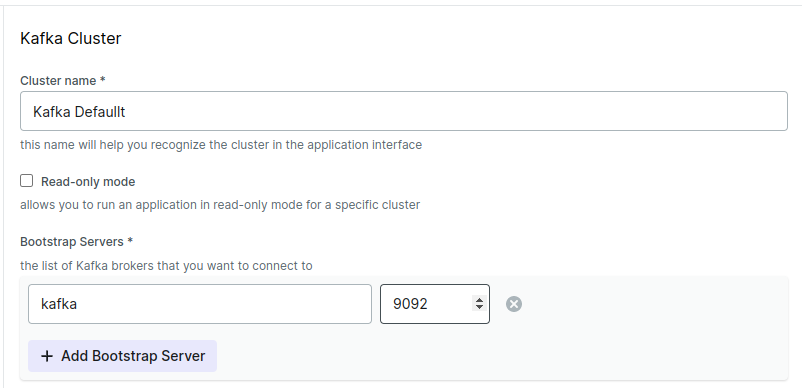 Kafka Cluster
Cluster name *
Kafka Defaullt
this name will help you recognize the cluster in the application interface
Read-only mode
allows you to run an application in read-only mode for a specific cluster
Bootstrap Servers *
the list of Kafka brokers that you want to connect to
kafka 9092
+ Add Bootstrap Server